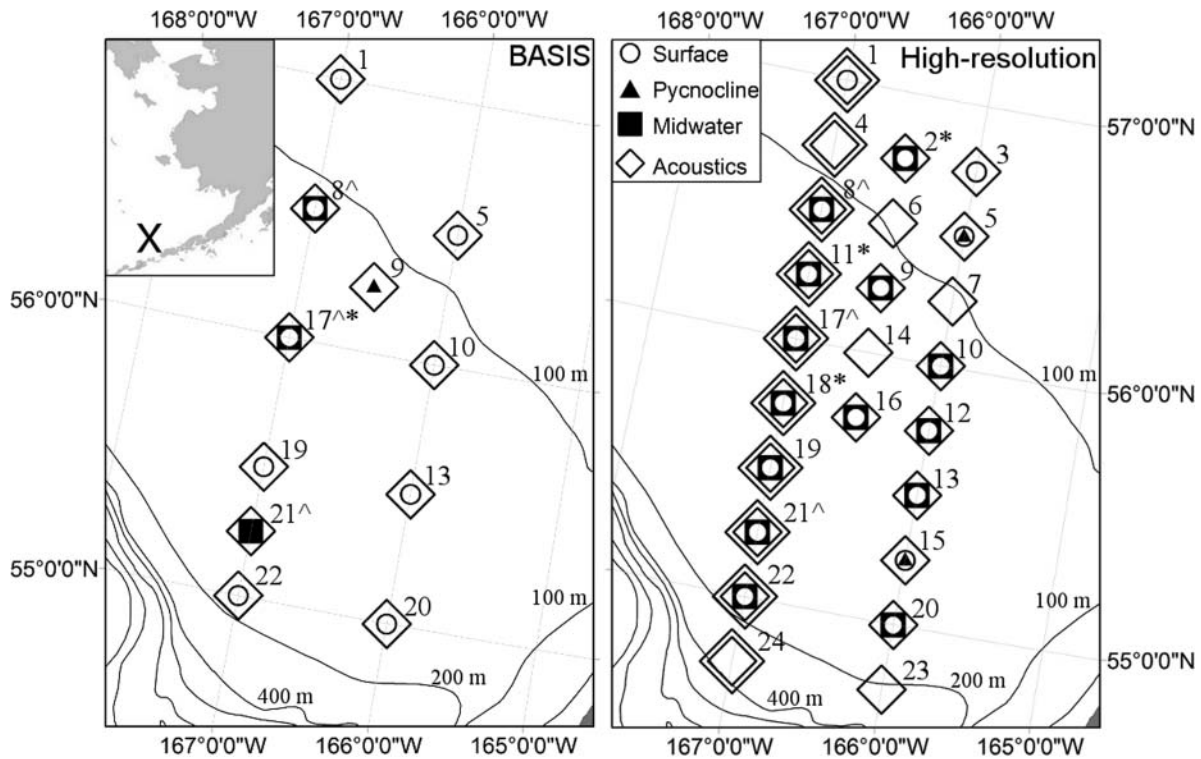 168°0'0"W 167°0'0"W 166°0'0"W
167°0'0"W 166°0'0"W
BASIS
1
8^
5
9
17^*
10
19
13
21^
22
20
X
100 m
100 m
200 m
400 m
56°0'0"N
55°0'0"N
167°0'0"W 166°0'0"W 165°0'0"W
High-resolution
Surface
Pycnocline
Midwater
Acoustics
1
4
2*
3
8^
6
5
11*
9
7
17^
14
10
18*
16
12
19
13
21^
15
22
20
24
23
100 m
100 m
200 m
400 m
57°0'0"N
56°0'0"N
55°0'0"N
167°0'0"W 166°0'0"W 165°0'0"W